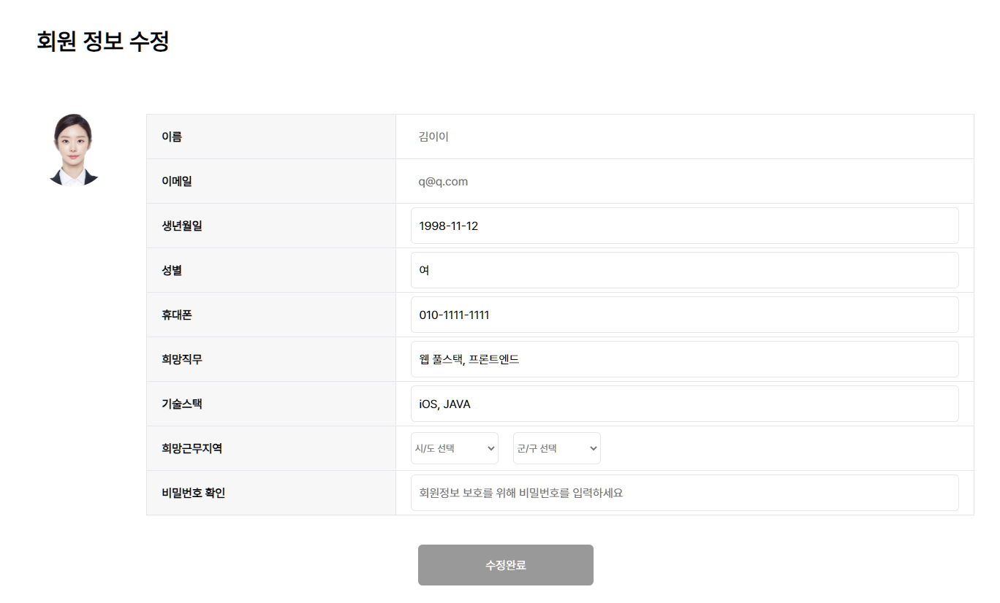 회원 정보 수정
이름 김이이
이메일 q@q.com
생년월일 1998-11-12
성별 여
휴대폰 010-1111-1111
희망직무 웹 풀스택, 프론트엔드
기술스택 iOS, JAVA
희망근무지역 시/도 선택 군/구 선택
비밀번호 확인 회원정보 보호를 위해 비밀번호를 입력하세요
수정완료